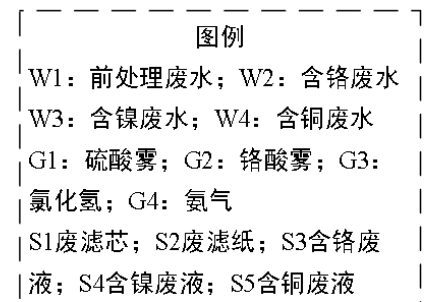 图例
W1：前处理废水；W2：含铬废水
W3：含镍废水；W4：含铜废水
G1：硫酸雾；G2：铬酸雾；G3：
氯化氢；G4：氨气
S1废滤芯；S2废滤纸；S3含铬废
液；S4含镍废液；S5含铜废液